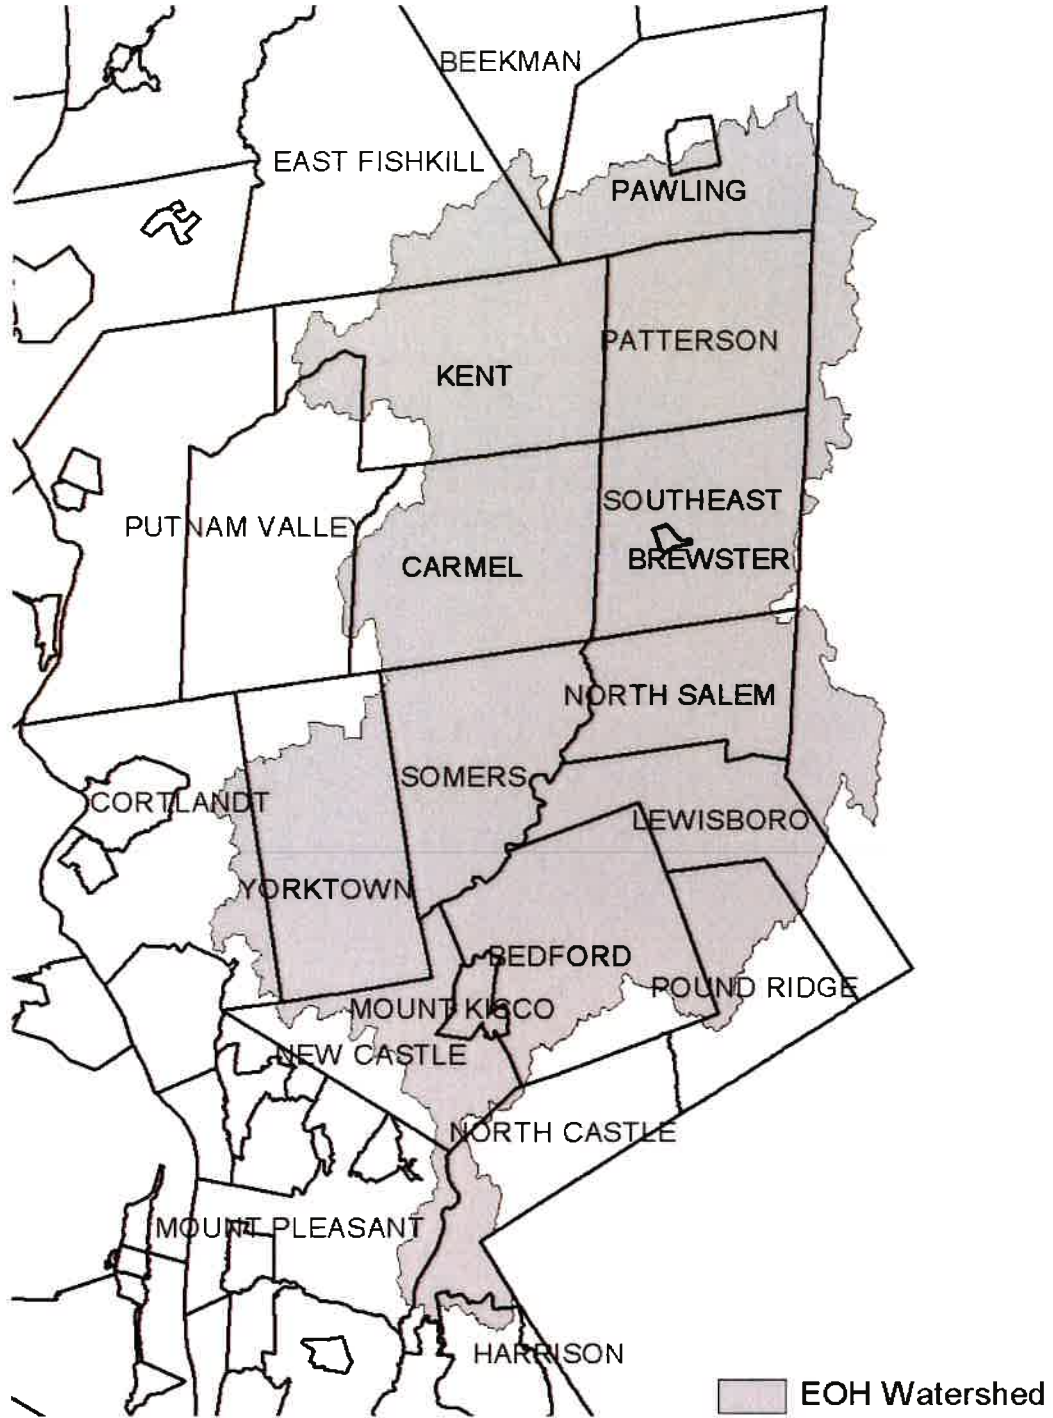 BEEKMAN
EAST FISHKILL
PAWLING
PATTERSON
KENT
SOUTHEAST
PUTNAM VALLEY
BREWSTER
CARMEL
NORTH SALEM
SOMERS
CORTLANDT
LEWISBORO
YORKTOWN
BEDFORD
POUND RIDGE
MOUNT KISCO
NEW CASTLE
NORTH CASTLE
MOUNT PLEASANT
HARRISON
EOH Watershed